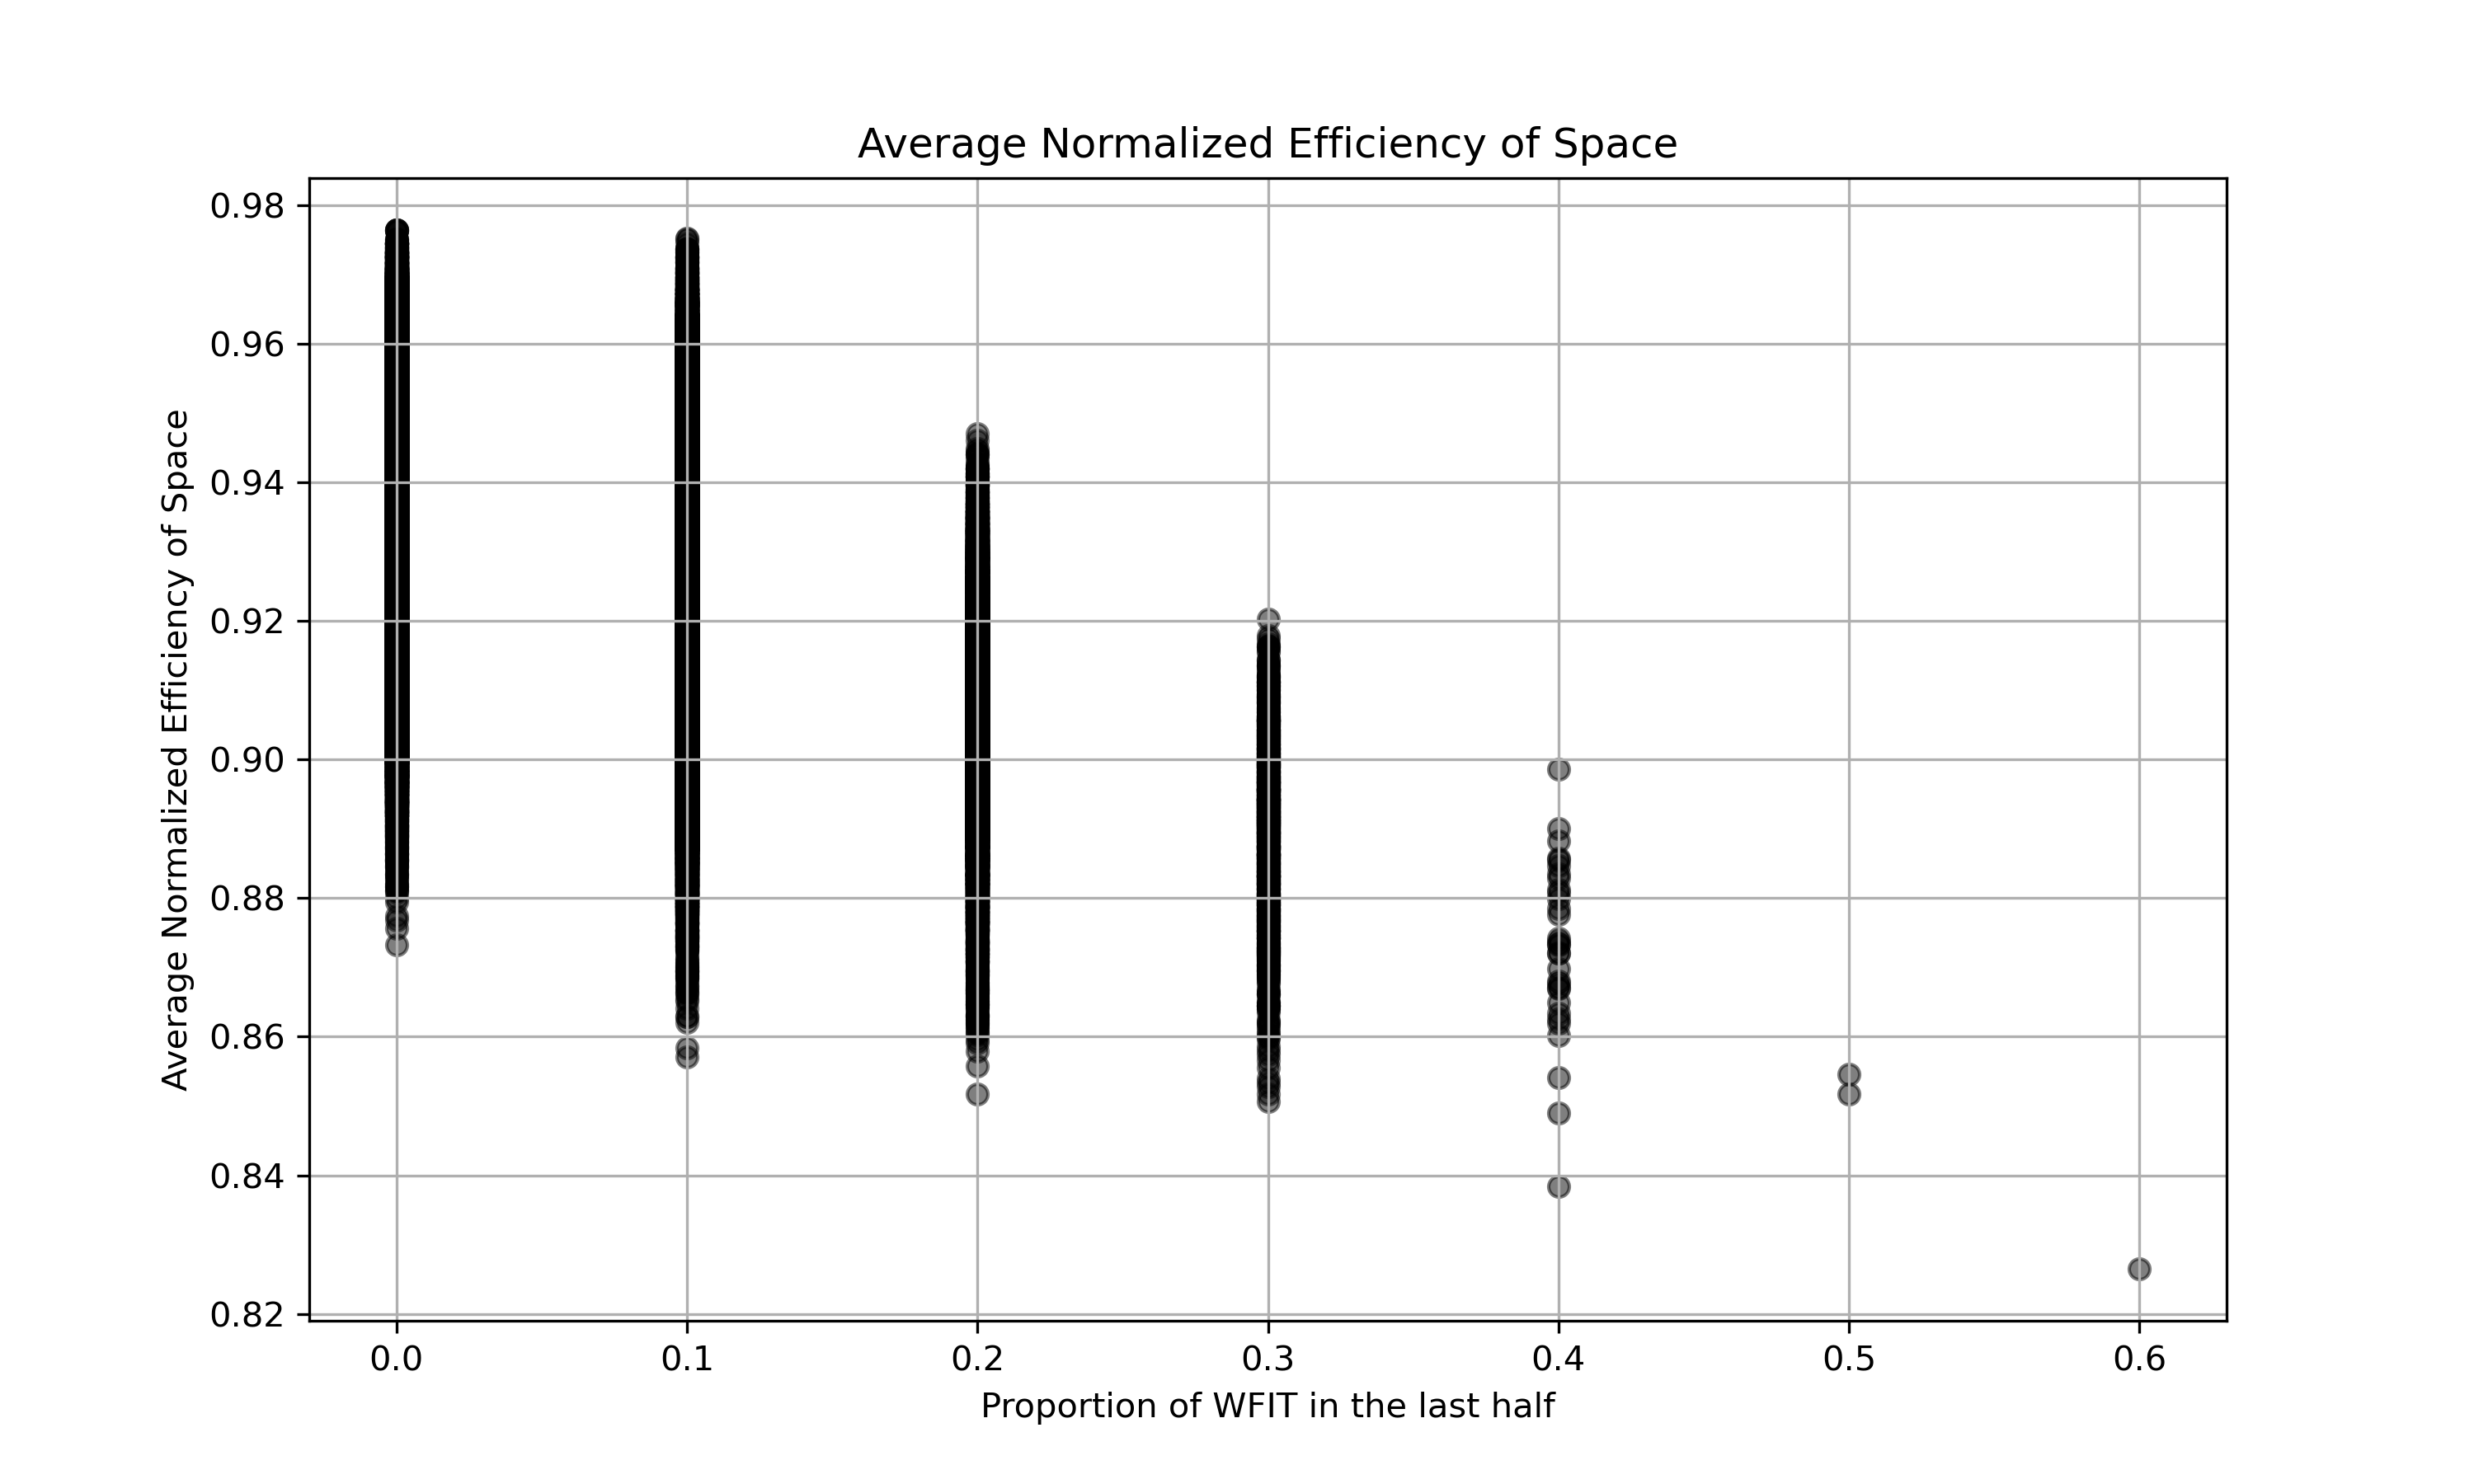 Average Normalized Efficiency of Space
Average Normalized Efficiency of Space
0.98
0.96
0.94
0.92
0.90
0.88
0.86
0.84
0.82
0.0 0.1 0.2 0.3 0.4 0.5 0.6
Proportion of WFIT in the last half